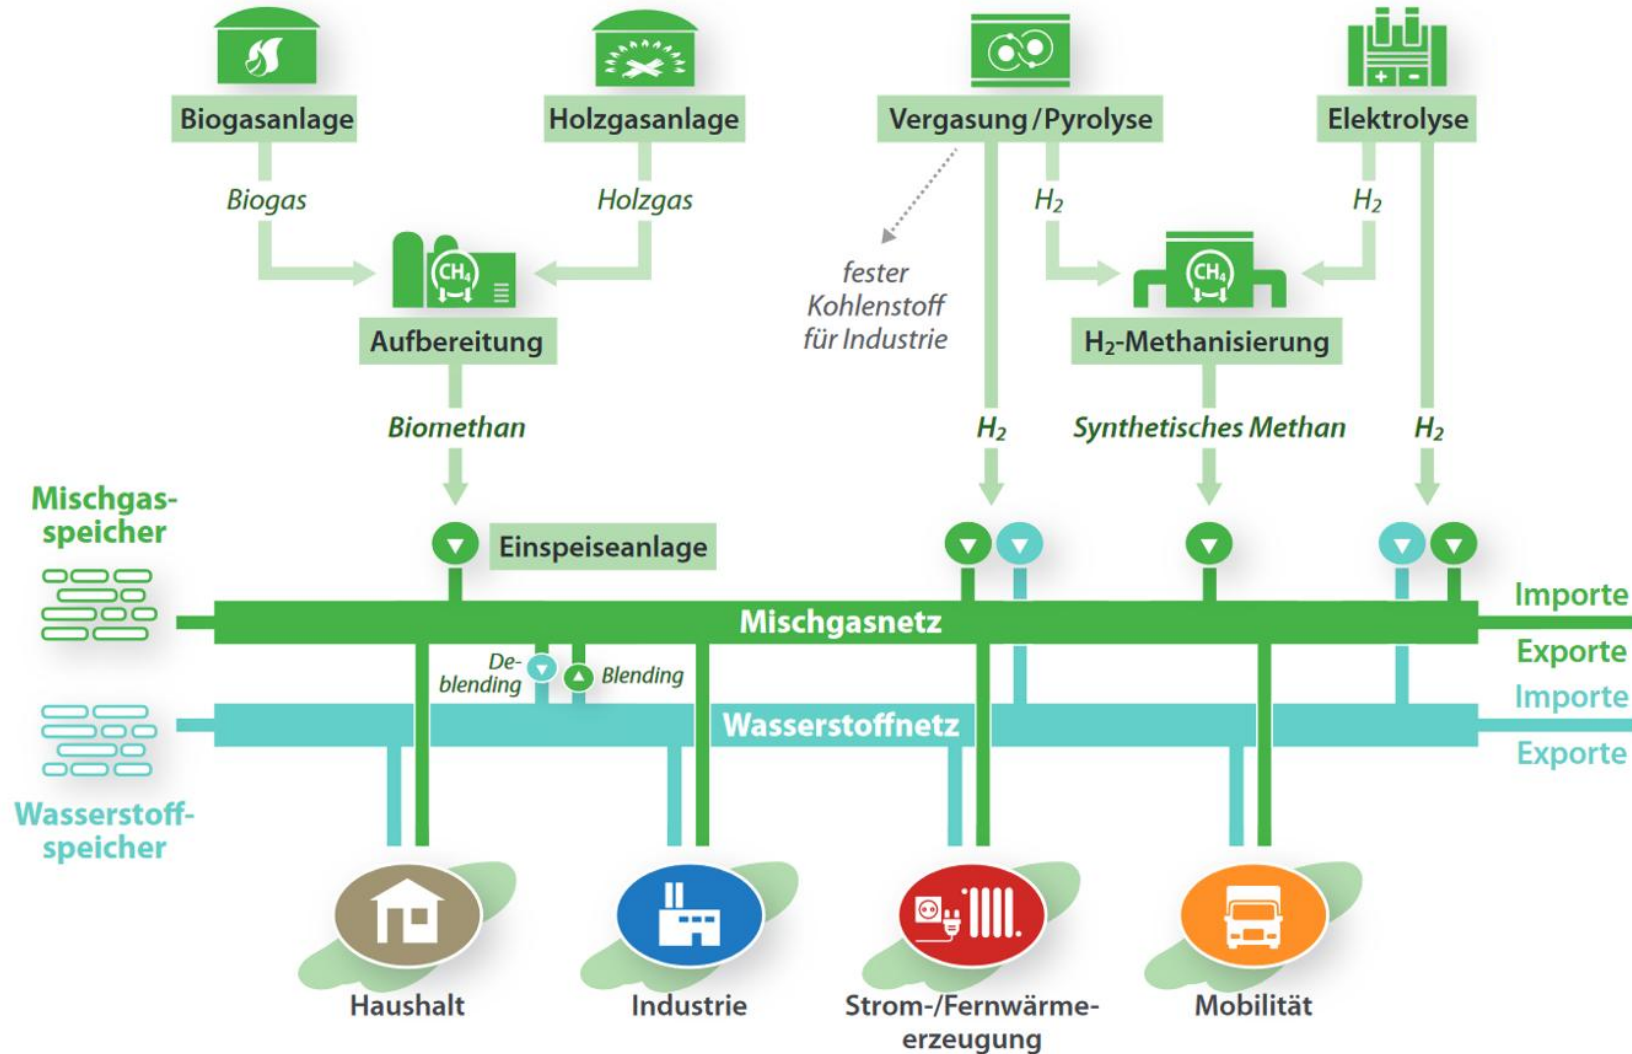 Biogasanlage
Holzgasanlage
Vergasung/Pyrolyse
Elektrolyse
+ -
Biogas
Holzgas
H₂
H₂
CH₄
CH₄
fester
Kohlenstoff
für Industrie
Aufbereitung
H₂-Methanisierung
Biomethan
H₂
Synthetisches Methan
H₂
Mischgas-
speicher
Einspeiseanlage
Mischgasnetz
Importe
Exporte
De-
blending
Blending
Wasserstoffnetz
Importe
Exporte
Wasserstoff-
speicher
Haushalt
Industrie
Strom-/Fernwärme-
erzeugung
Mobilität